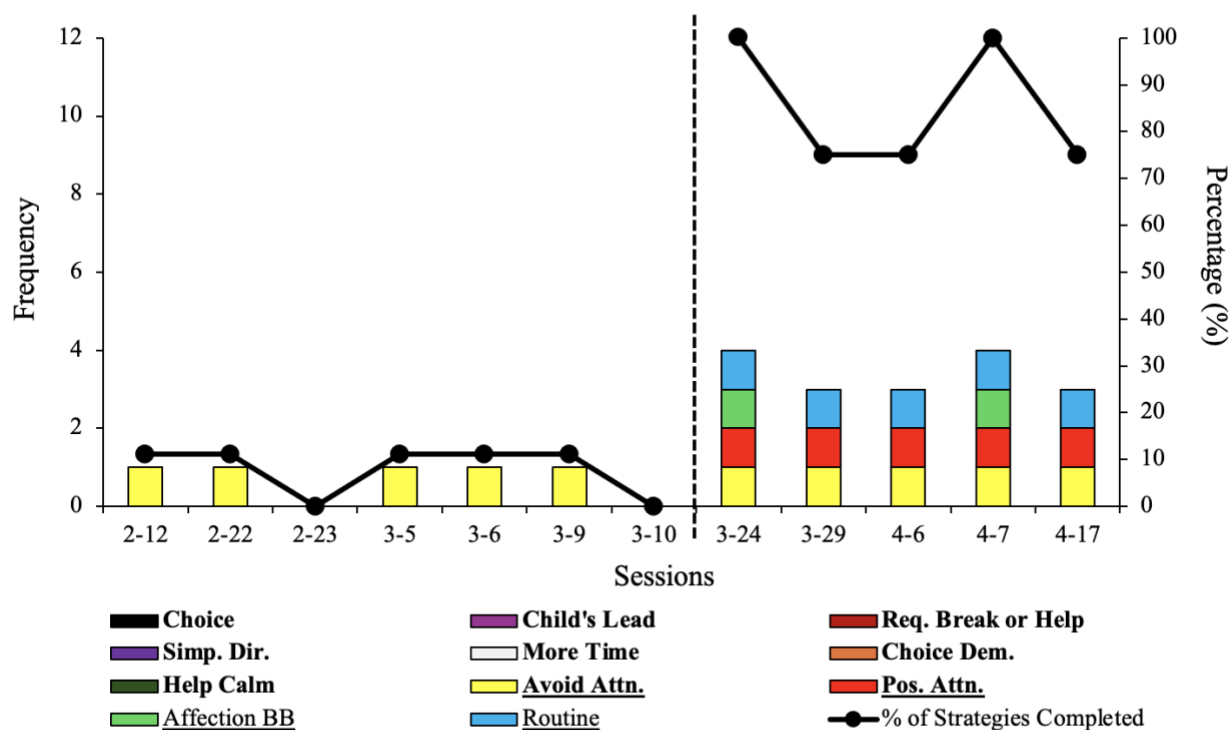 12
10
8
6
4
2
0
Frequency
100
90
80
70
60
50
40
30
20
10
0
Percentage (%)
2-12 2-22 2-23 3-5 3-6 3-9 3-10 3-24 3-29 4-6 4-7 4-17
Sessions
Choice Child's Lead Req. Break or Help
Simp. Dir. More Time Choice Dem.
Help Calm Avoid Attn. Pos. Attn.
Affection BB Routine % of Strategies Completed